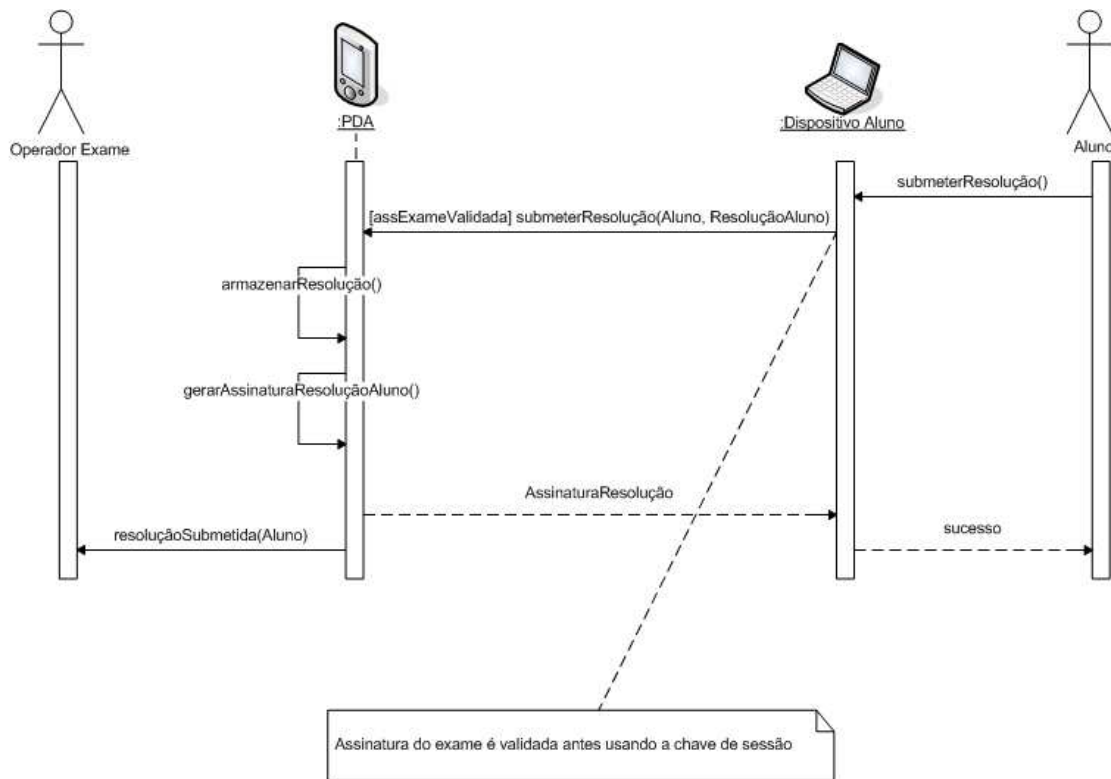 :PDA
:Dispositivo Aluno
Operador Exame
Aluno
submeterResolução()
[assExameValidada] submeterResolução(Aluno, ResoluçãoAluno)
armazenarResolução()
gerarAssinaturaResoluçãoAluno()
AssinaturaResolução
resoluçãoSubmetida(Aluno)
sucesso
Assinatura do exame é validada antes usando a chave de sessão